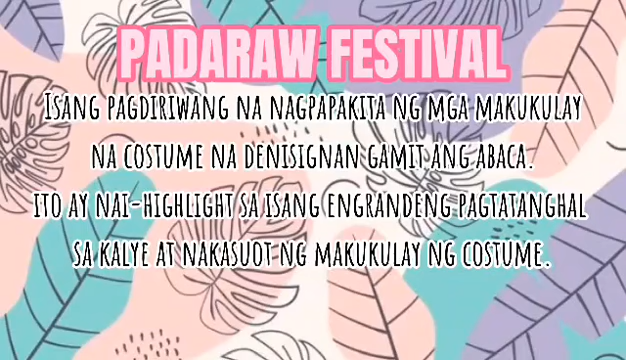 PADARAW FESTIVAL
ISANG PAGDIRIWANG NA NAGPAPAKITA NG MGA MAKUKULAY
NA COSTUME NA DENISIGNAN GAMIT ANG ABACA.
ITO AY NAI-HIGHLIGHT SA ISANG ENGRANDENG PAGTATANGHAL
SA KALYE AT NAKASUOT NG MAKUKULAY NG COSTUME.